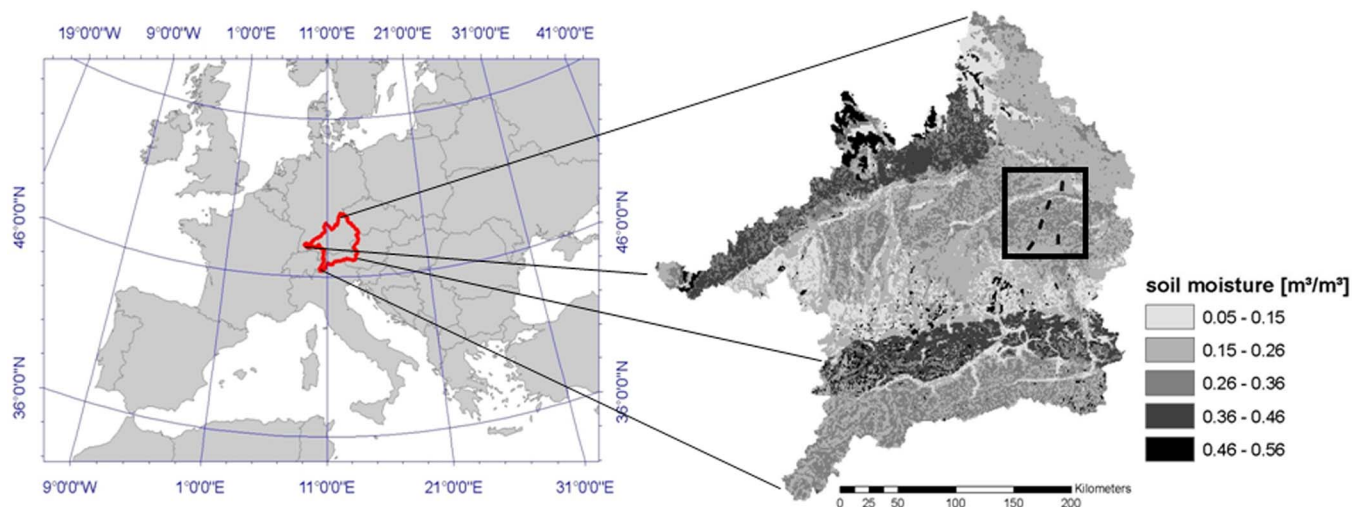 19°0'0"W 9°0'0"W 1°0'0"E 11°0'0"E 21°0'0"E 31°0'0"E 41°0'0"E
46°0'0"N
46°0'0"N
36°0'0"N
36°0'0"N
9°0'0"W 1°0'0"E 11°0'0"E 21°0'0"E 31°0'0"E
soil moisture [m³/m³]
0.05 - 0.15
0.15 - 0.26
0.26 - 0.36
0.36 - 0.46
0.46 - 0.56
Kilometers
0 25 50 100 150 200